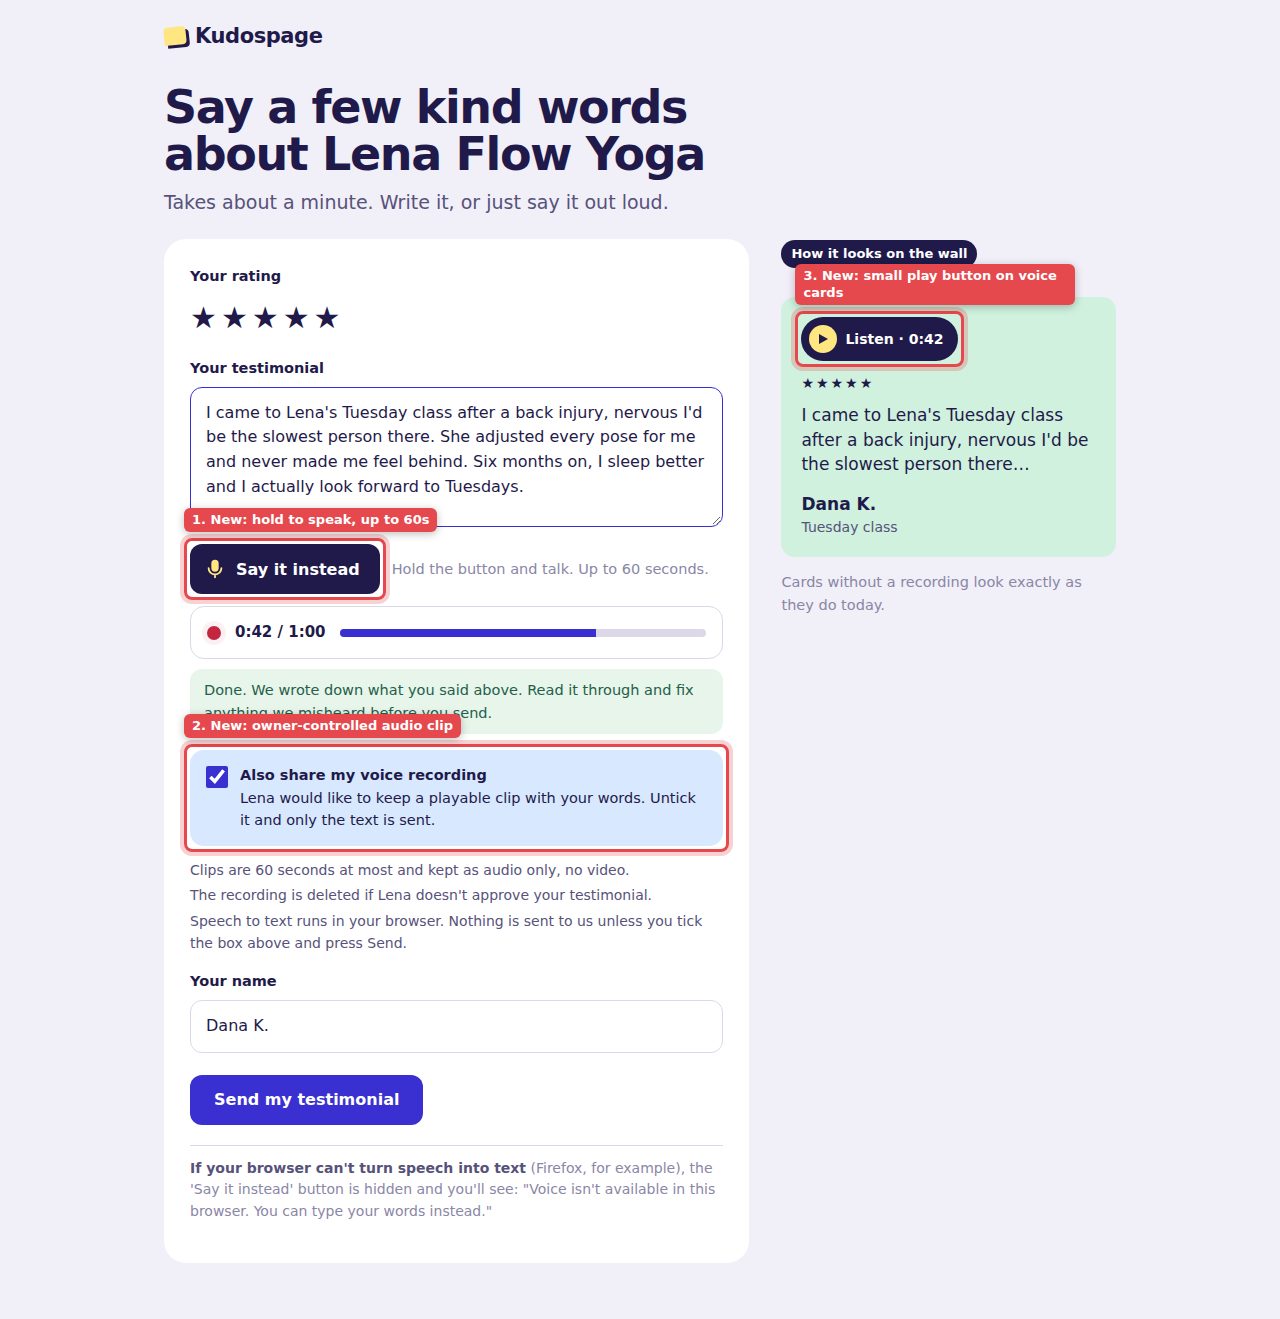 Kudospage
Say a few kind words
about Lena Flow Yoga
Takes about a minute. Write it, or just say it out loud.
Your rating
★★★★★
Your testimonial
I came to Lena's Tuesday class after a back injury, nervous I'd
be the slowest person there. She adjusted every pose for me
and never made me feel behind. Six months on, I sleep better
and I actually look forward to Tuesdays.
1. New: hold to speak, up to 60s
Say it instead
Hold the button and talk. Up to 60 seconds.
0:42 / 1:00
Done. We wrote down what you said above. Read it through and fix
anything we misheard before you send.
2. New: owner-controlled audio clip
Also share my voice recording
Lena would like to keep a playable clip with your words. Untick
it and only the text is sent.
Clips are 60 seconds at most and kept as audio only, no video.
The recording is deleted if Lena doesn't approve your testimonial.
Speech to text runs in your browser. Nothing is sent to us unless you tick
the box above and press Send.
Your name
Dana K.
Send my testimonial
If your browser can't turn speech into text (Firefox, for example), the
'Say it instead' button is hidden and you'll see: "Voice isn't available in this
browser. You can type your words instead."
How it looks on the wall
3. New: small play button on voice
cards
Listen · 0:42
★★★★★
I came to Lena's Tuesday class
after a back injury, nervous I'd be
the slowest person there…
Dana K.
Tuesday class
Cards without a recording look exactly as
they do today.